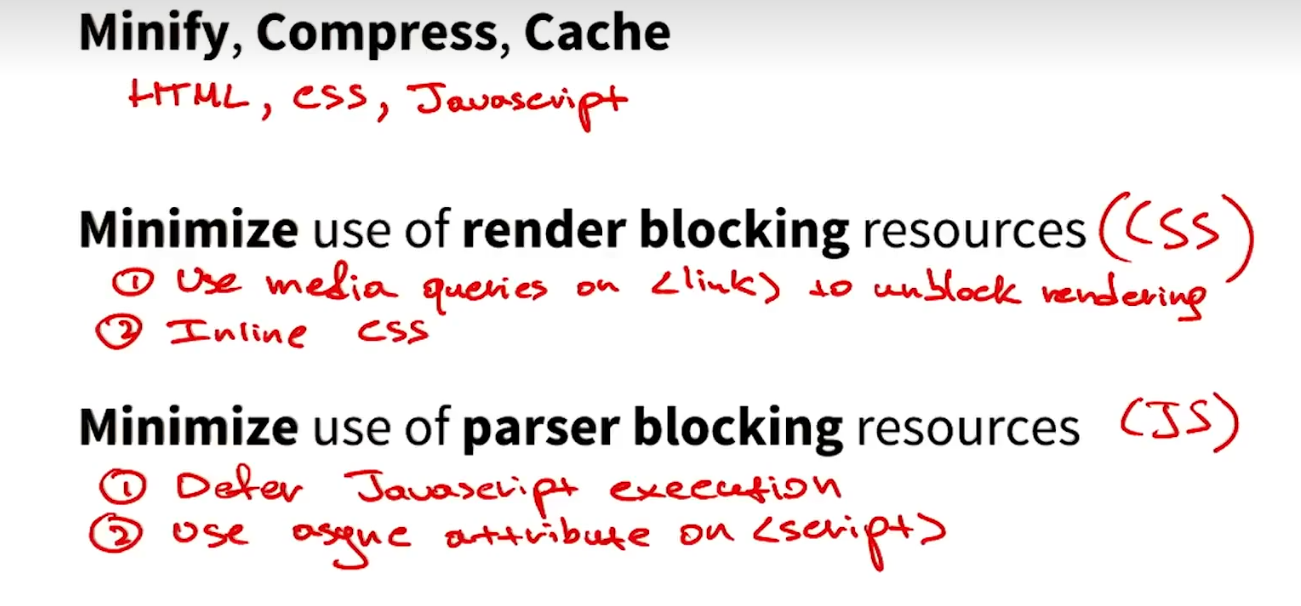 Minify, Compress, Cache
HTML, CSS, Javascript
Minimize use of render blocking resources (CSS)
① Use media queries on <link> to unblock rendering
② Inline CSS
Minimize use of parser blocking resources (JS)
① Defer Javascript execution
② Use async attribute on <script>